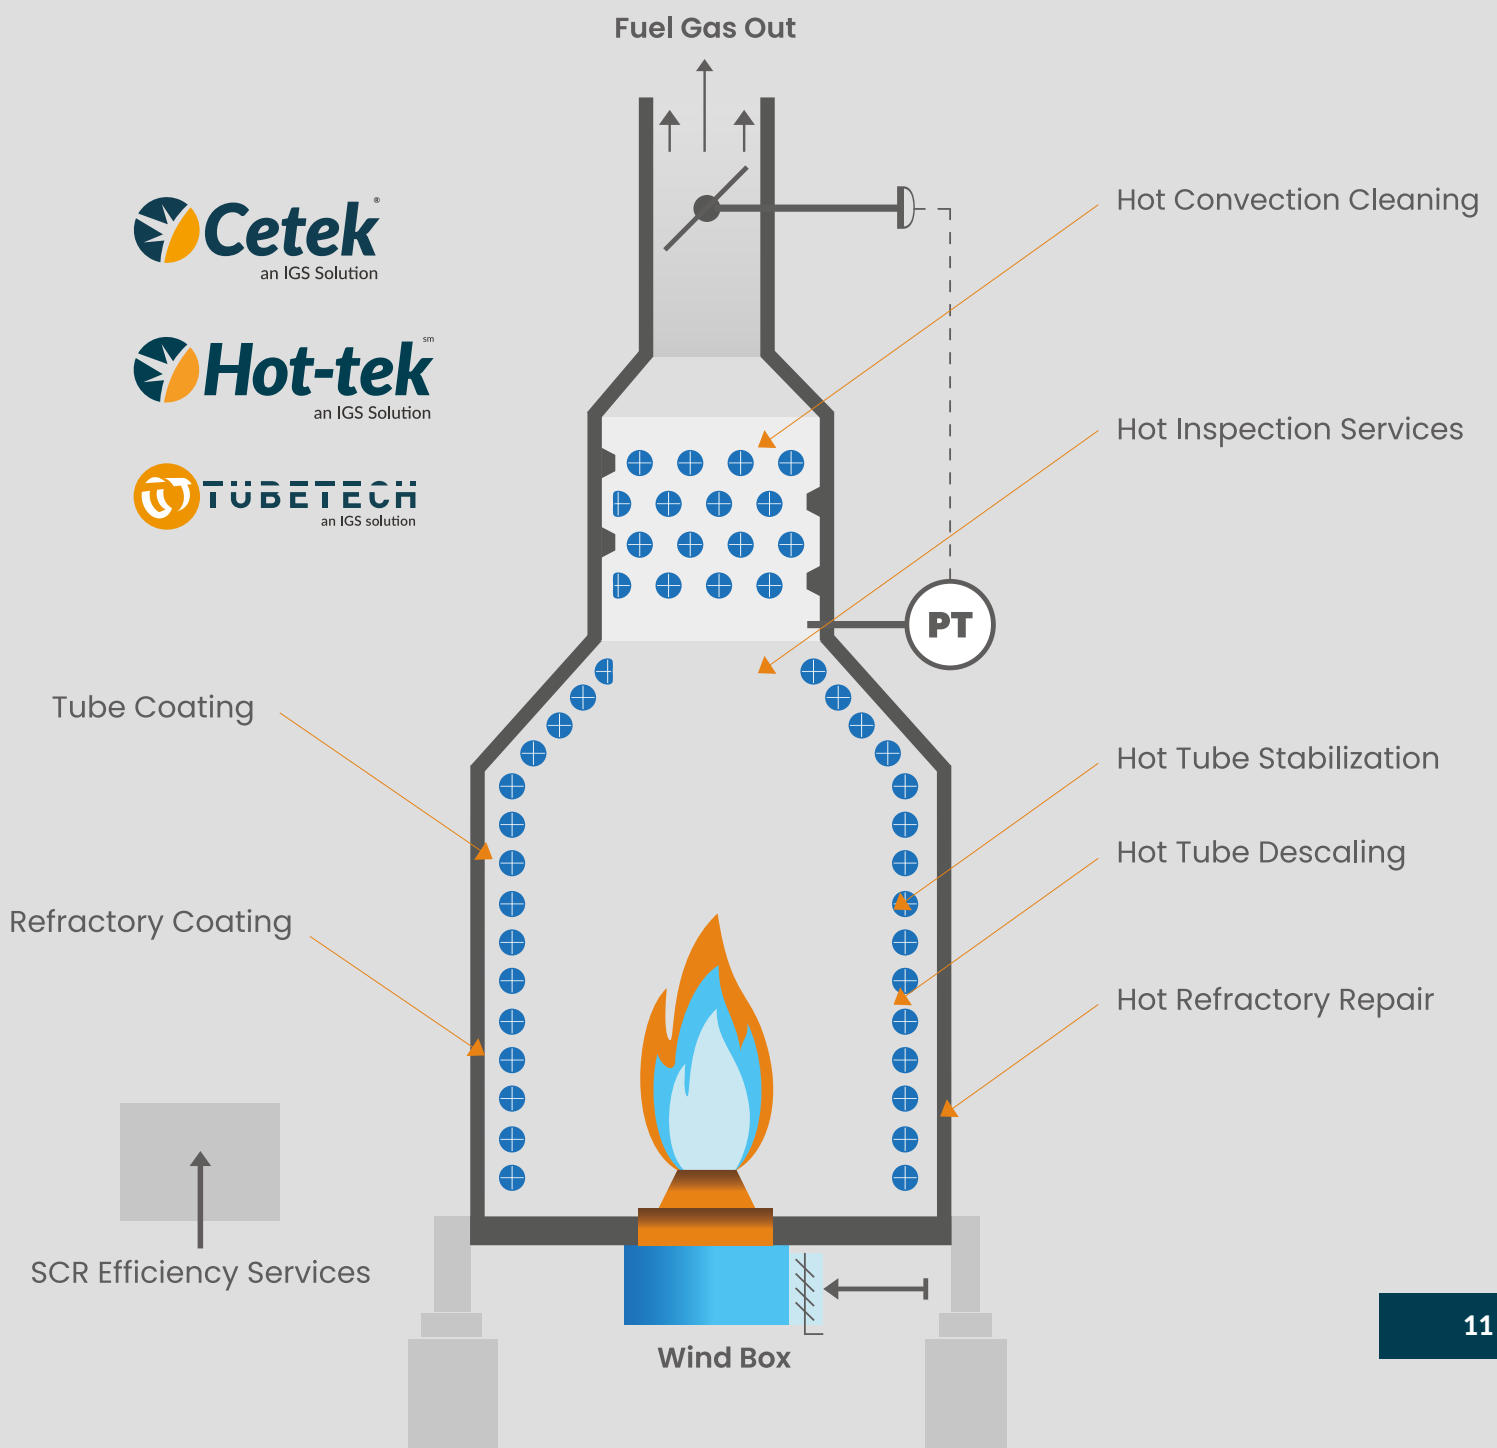 Fuel Gas Out
Cetek®
an IGS Solution
Hot-tek sm
an IGS Solution
TUBETECH
an IGS solution
Hot Convection Cleaning
Hot Inspection Services
PT
Tube Coating
Hot Tube Stabilization
Hot Tube Descaling
Refractory Coating
Hot Refractory Repair
SCR Efficiency Services
Wind Box
11